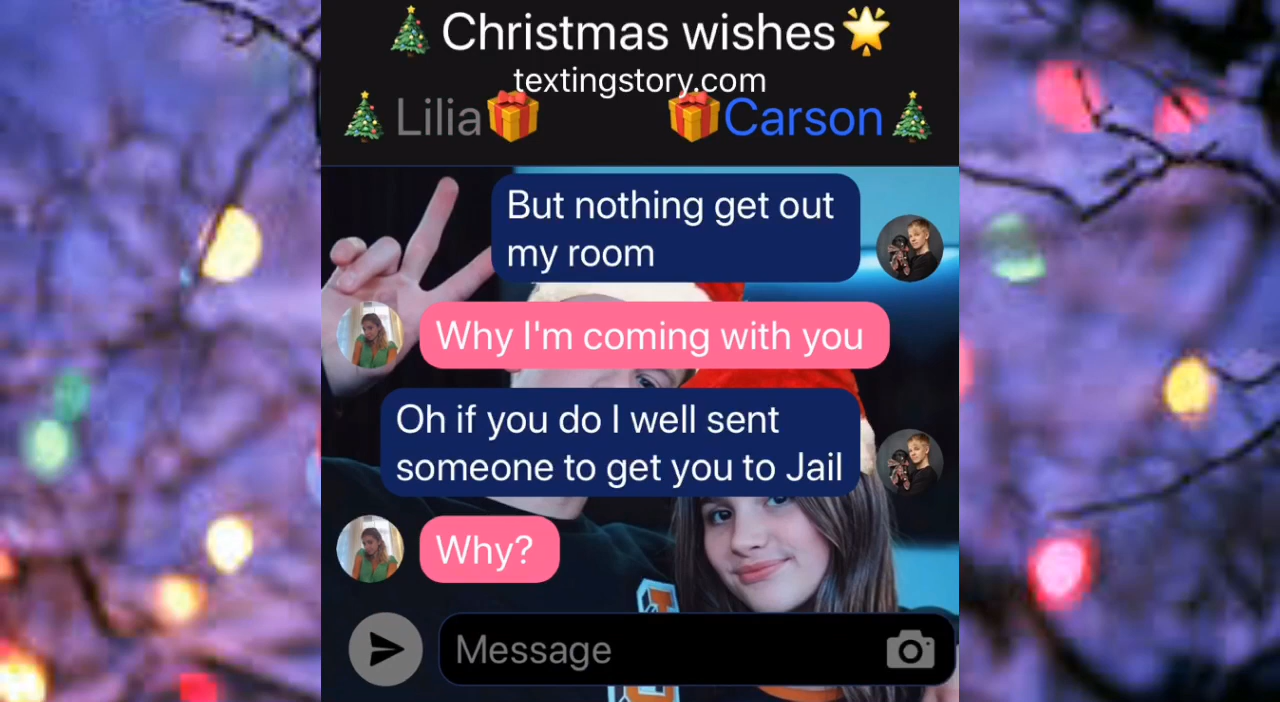 🎄Christmas wishes🌟
textingstory.com
🎄Lilia🎁 🎁Carson🎄
But nothing get out
my room
Why I'm coming with you
Oh if you do I well sent
someone to get you to Jail
Why?
Message